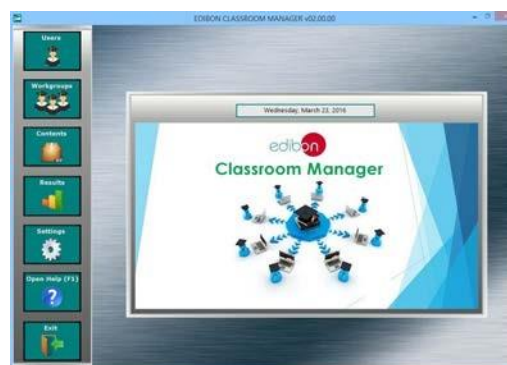 EDIBON CLASSROOM MANAGER v02.00.00
Users
Workgroups
Contents
Results
Settings
Open Help (F1)
Exit
Wednesday, March 23, 2016
edibon
Classroom Manager